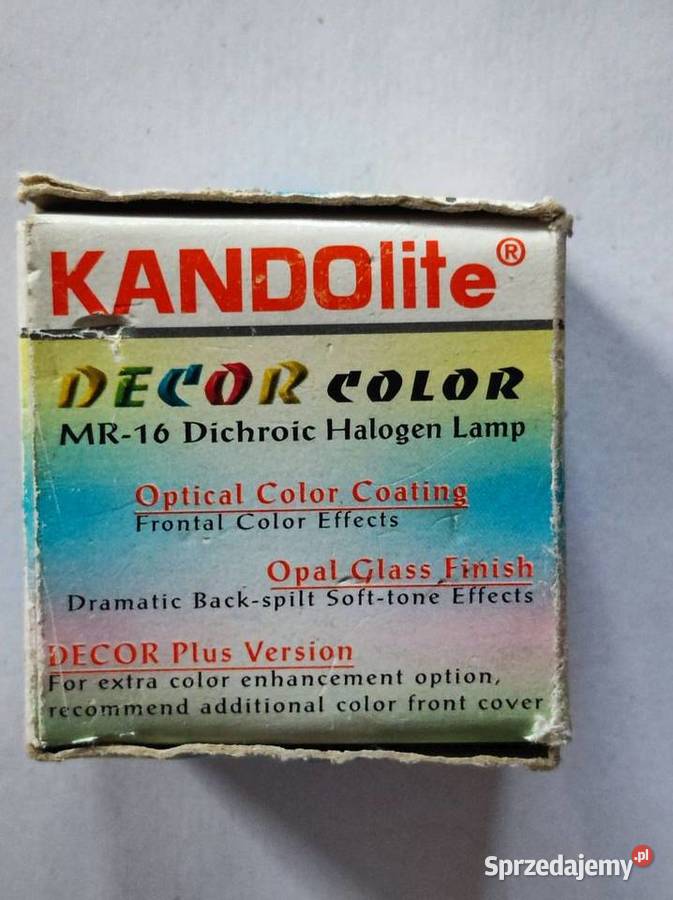 KANDOlite®
DECOR COLOR
MR-16 Dichroic Halogen Lamp
Optical Color Coating
Frontal Color Effects
Opal Glass Finish
Dramatic Back-spilt Soft-tone Effects
DECOR Plus Version
For extra color enhancement option,
recommend additional color front cover
Sprzedajemy.pl